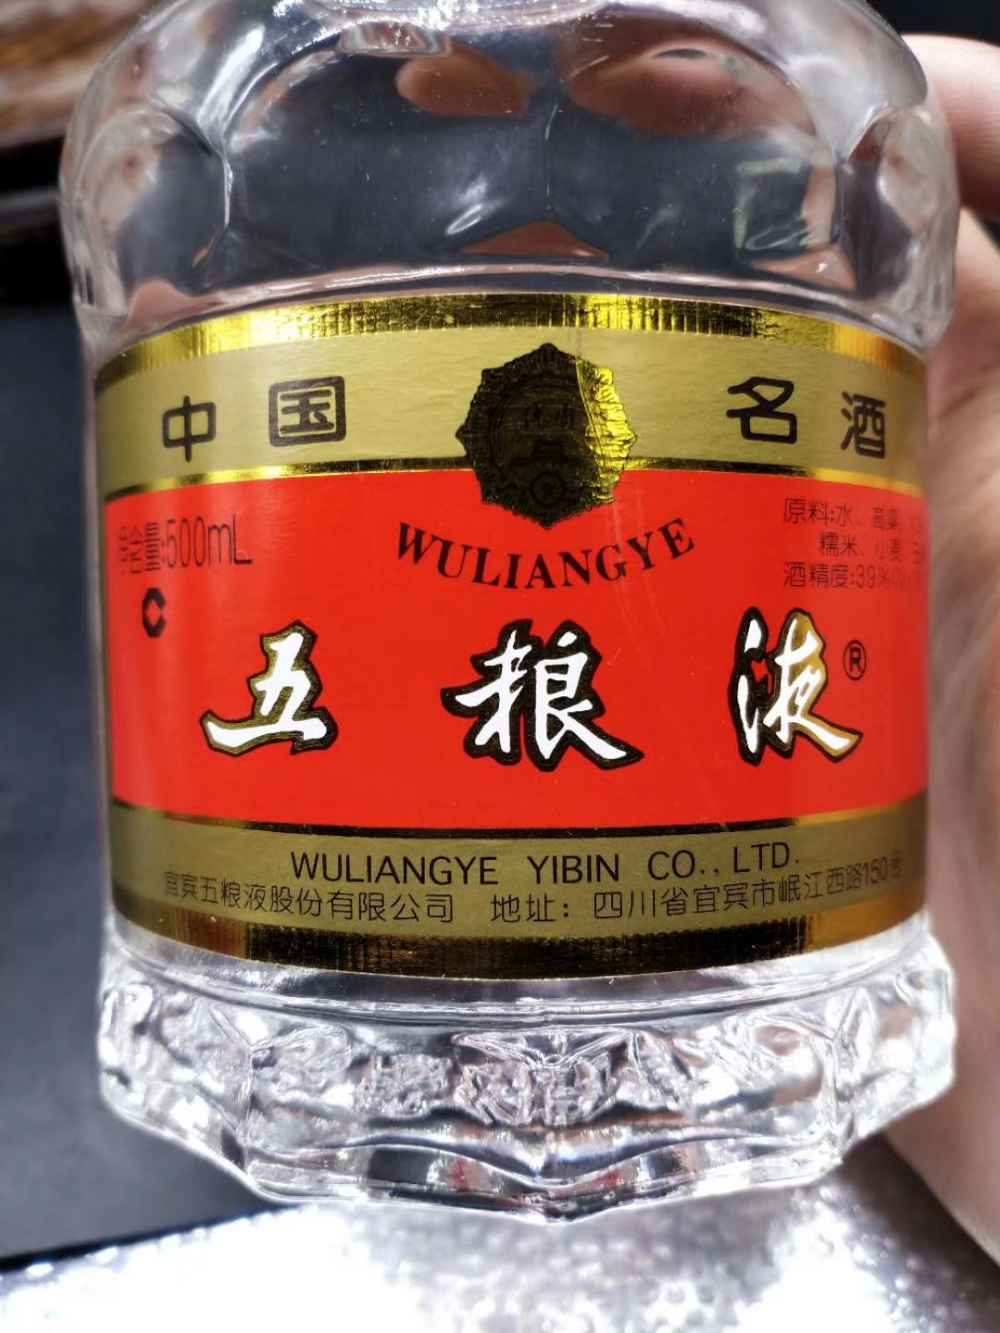 中国 名酒
WULIANGYE
净含量:500mL
原料:水、高粱
糯米、小麦
酒精度:39%
五粮液®
WULIANGYE YIBIN CO.,LTD.
宜宾五粮液股份有限公司 地址：四川省宜宾市岷江西路150号